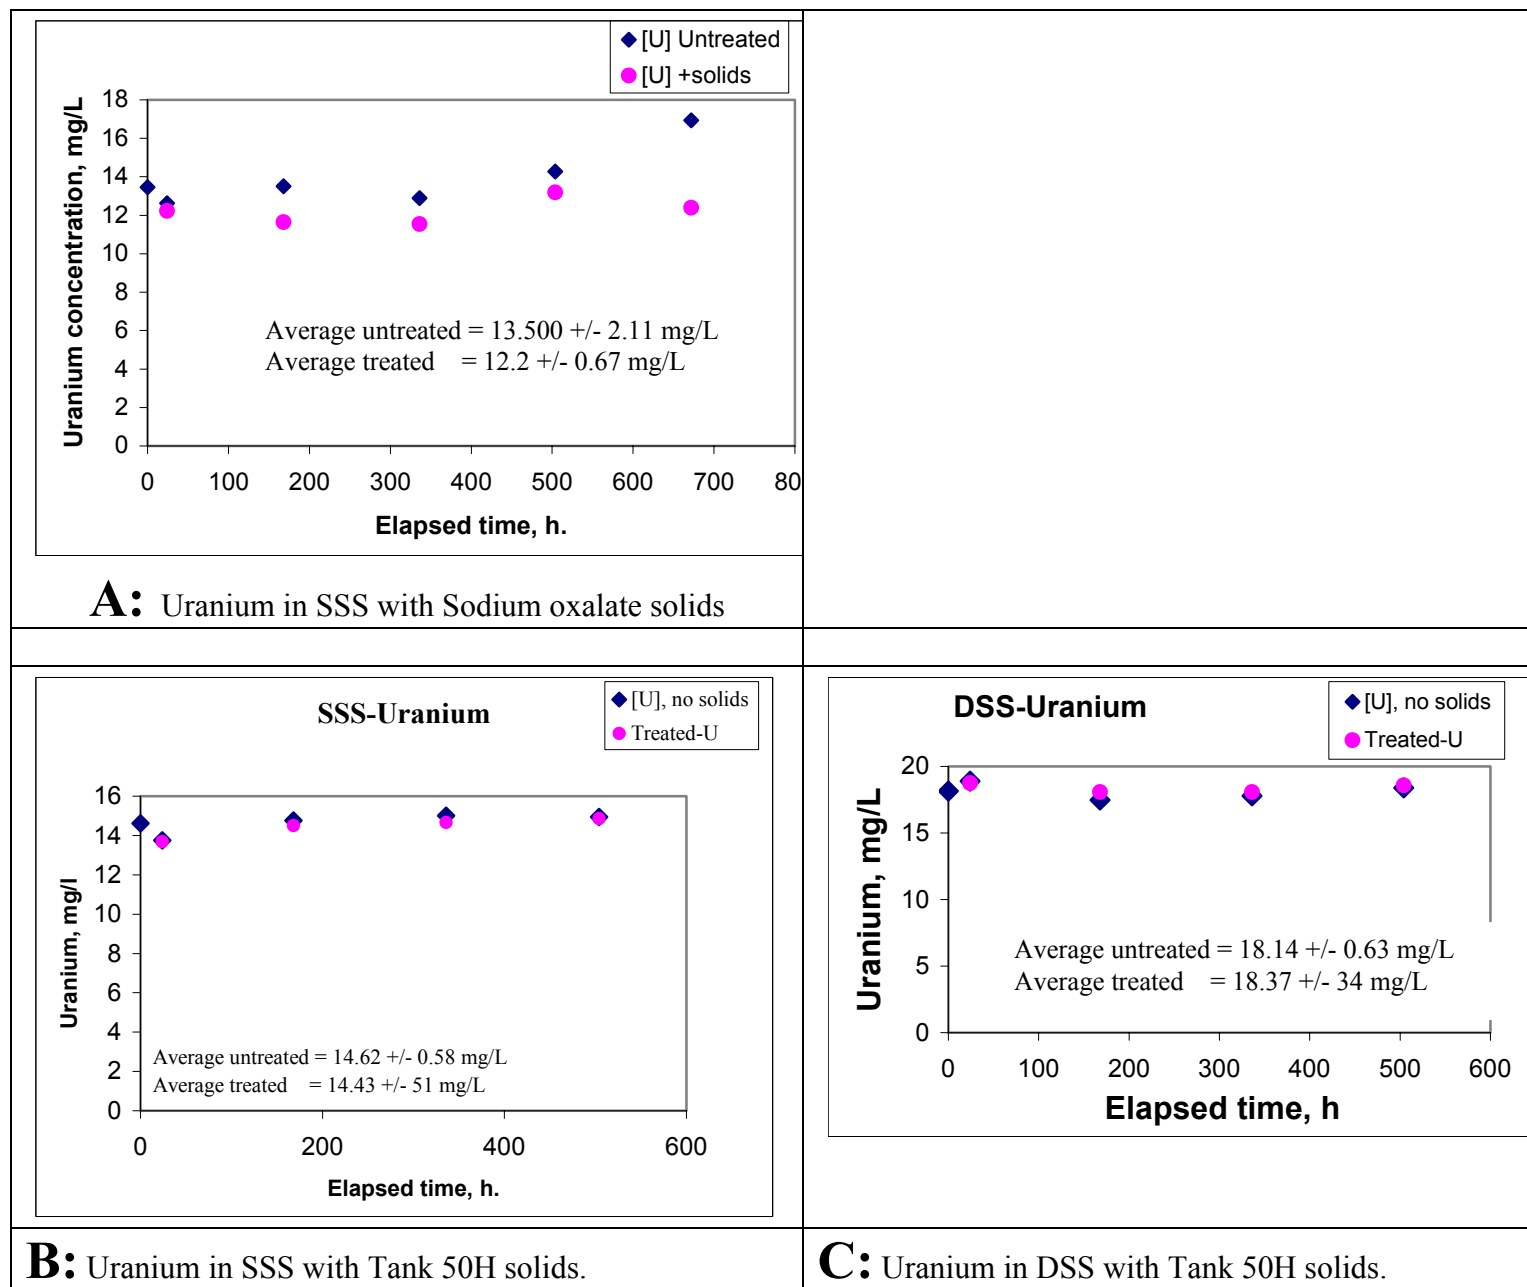 [U] Untreated
[U] +solids
18
16
14
12
10
8
6
4
2
0
Uranium concentration, mg/L
Average untreated = 13.500 +/- 2.11 mg/L
Average treated = 12.2 +/- 0.67 mg/L
0 100 200 300 400 500 600 700 80
Elapsed time, h.
A: Uranium in SSS with Sodium oxalate solids
SSS-Uranium
[U], no solids
Treated-U
16
14
12
10
8
6
4
2
0
Uranium, mg/l
Average untreated = 14.62 +/- 0.58 mg/L
Average treated = 14.43 +/- 51 mg/L
0 200 400 600
Elapsed time, h.
B: Uranium in SSS with Tank 50H solids.
DSS-Uranium
[U], no solids
Treated-U
20
15
10
5
0
Uranium, mg/L
Average untreated = 18.14 +/- 0.63 mg/L
Average treated = 18.37 +/- 34 mg/L
0 100 200 300 400 500 600
Elapsed time, h
C: Uranium in DSS with Tank 50H solids.